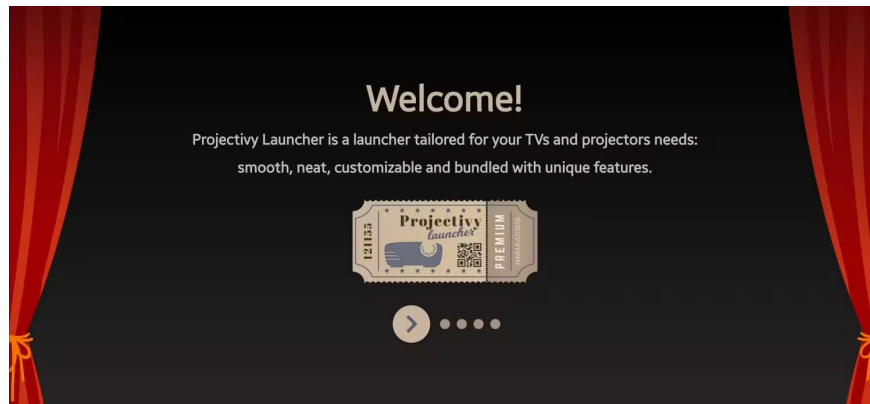 Welcome!
Projectivy Launcher is a launcher tailored for your TVs and projectors needs:
smooth, neat, customizable and bundled with unique features.
121155
Projectivy
launcher
PREMIUM